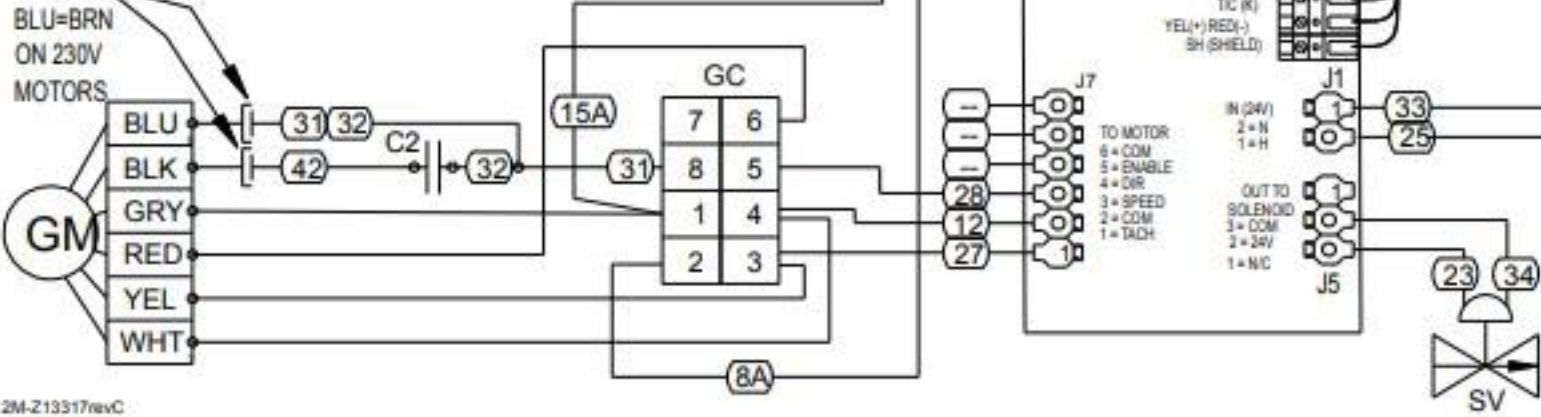 BLU=BRN
ON 230V
MOTORS
T/C (K)
YEL(+) RED(-)
SH (SHIELD)
GM
BLU
BLK
GRY
RED
YEL
WHT
31
32
42
C2
32
31
15A
GC
7 6
8 5
1 4
2 3
8A
J7
--
--
--
28
12
27
1
TO MOTOR
6 = COM
5 = ENABLE
4 = DIR
3 = SPEED
2 = COM
1 = TACH
J1
IN (24V)
2 = N
1 = H
1
33
25
OUT TO
SOLENOID
3 = COM
2 = 24V
1 = N/C
1
J5
23
34
SV
2M-Z13317revC